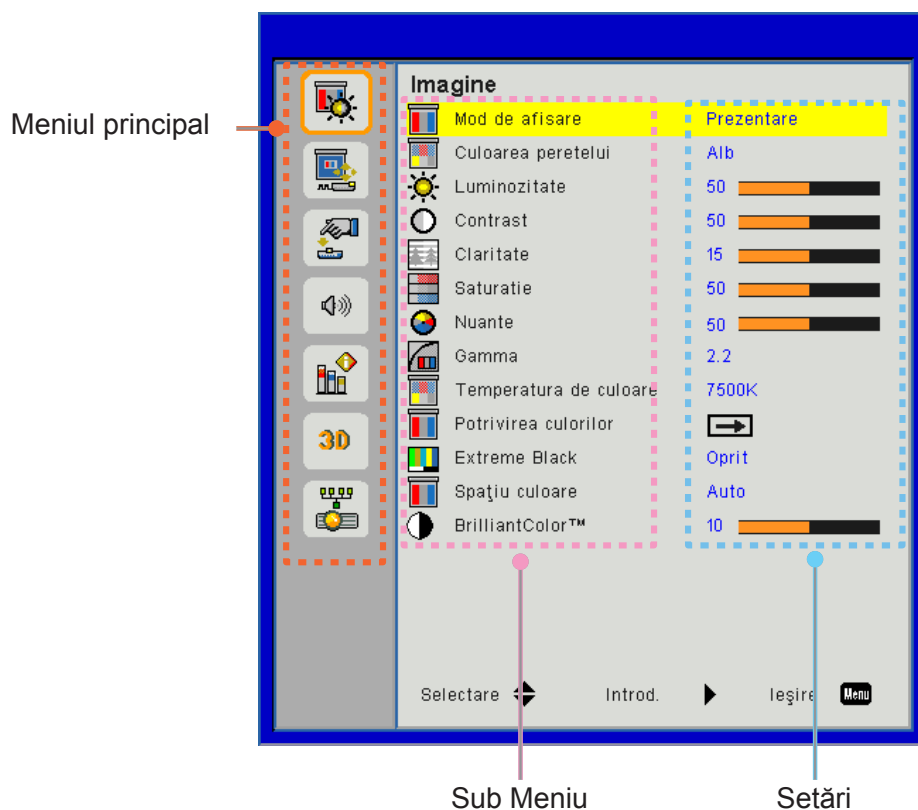 Imagine
Meniul principal
Mod de afisare Prezentare
Culoarea peretelui Alb
Luminozitate 50
Contrast 50
Claritate 15
Saturatie 50
Nuante 50
Gamma 2.2
Temperatura de culoare 7500K
Potrivirea culorilor
Extreme Black Oprit
Spaţiu culoare Auto
BrilliantColor™ 10
3D
Selectare Introd. Ieşire Menu
Sub Meniu Setări